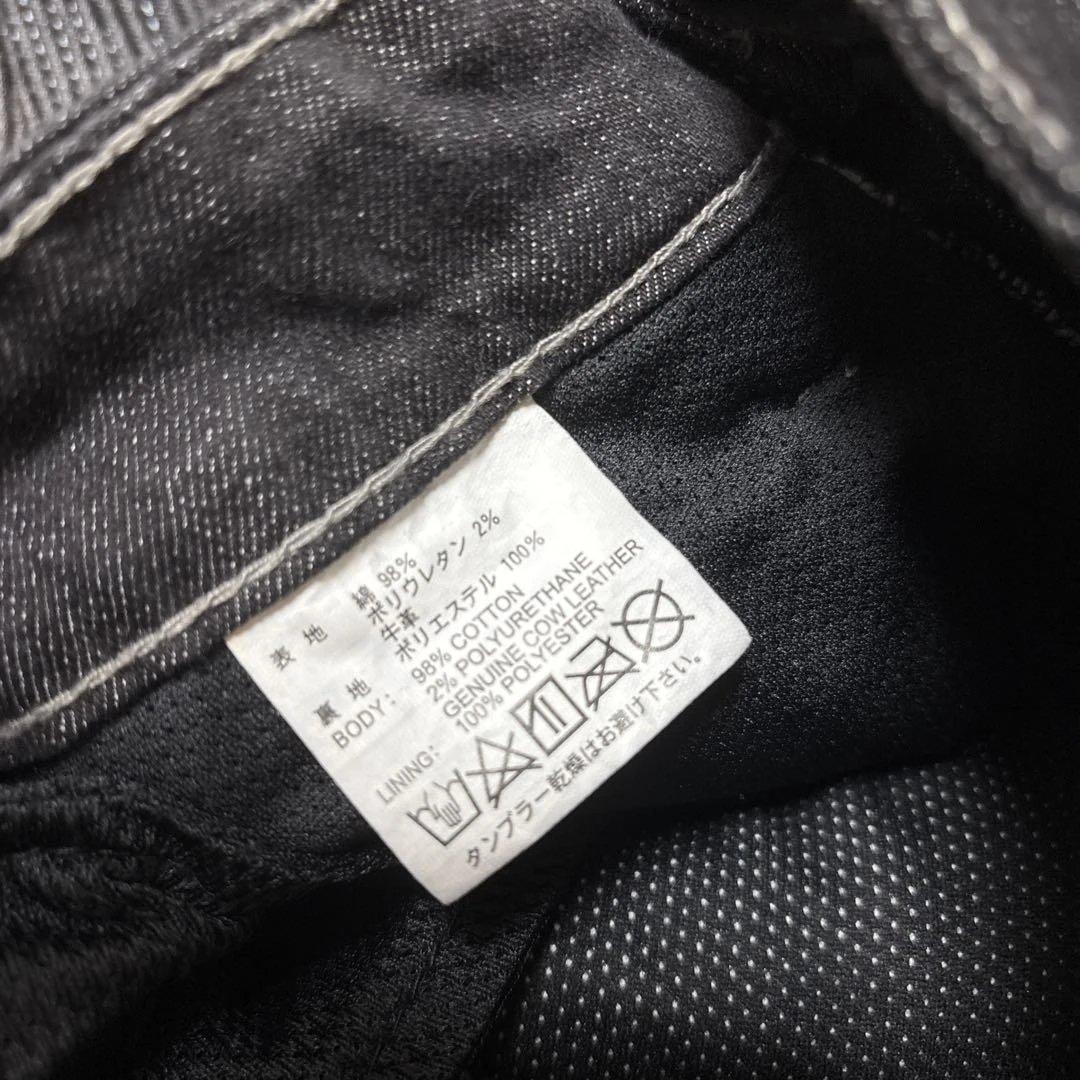 表地 綿 98%
ポリウレタン 2%
牛革
裏地 ポリエステル 100%
BODY: 98% COTTON
2% POLYURETHANE
GENUINE COW LEATHER
LINING: 100% POLYESTER
タンブラー乾燥はお避け下さい。